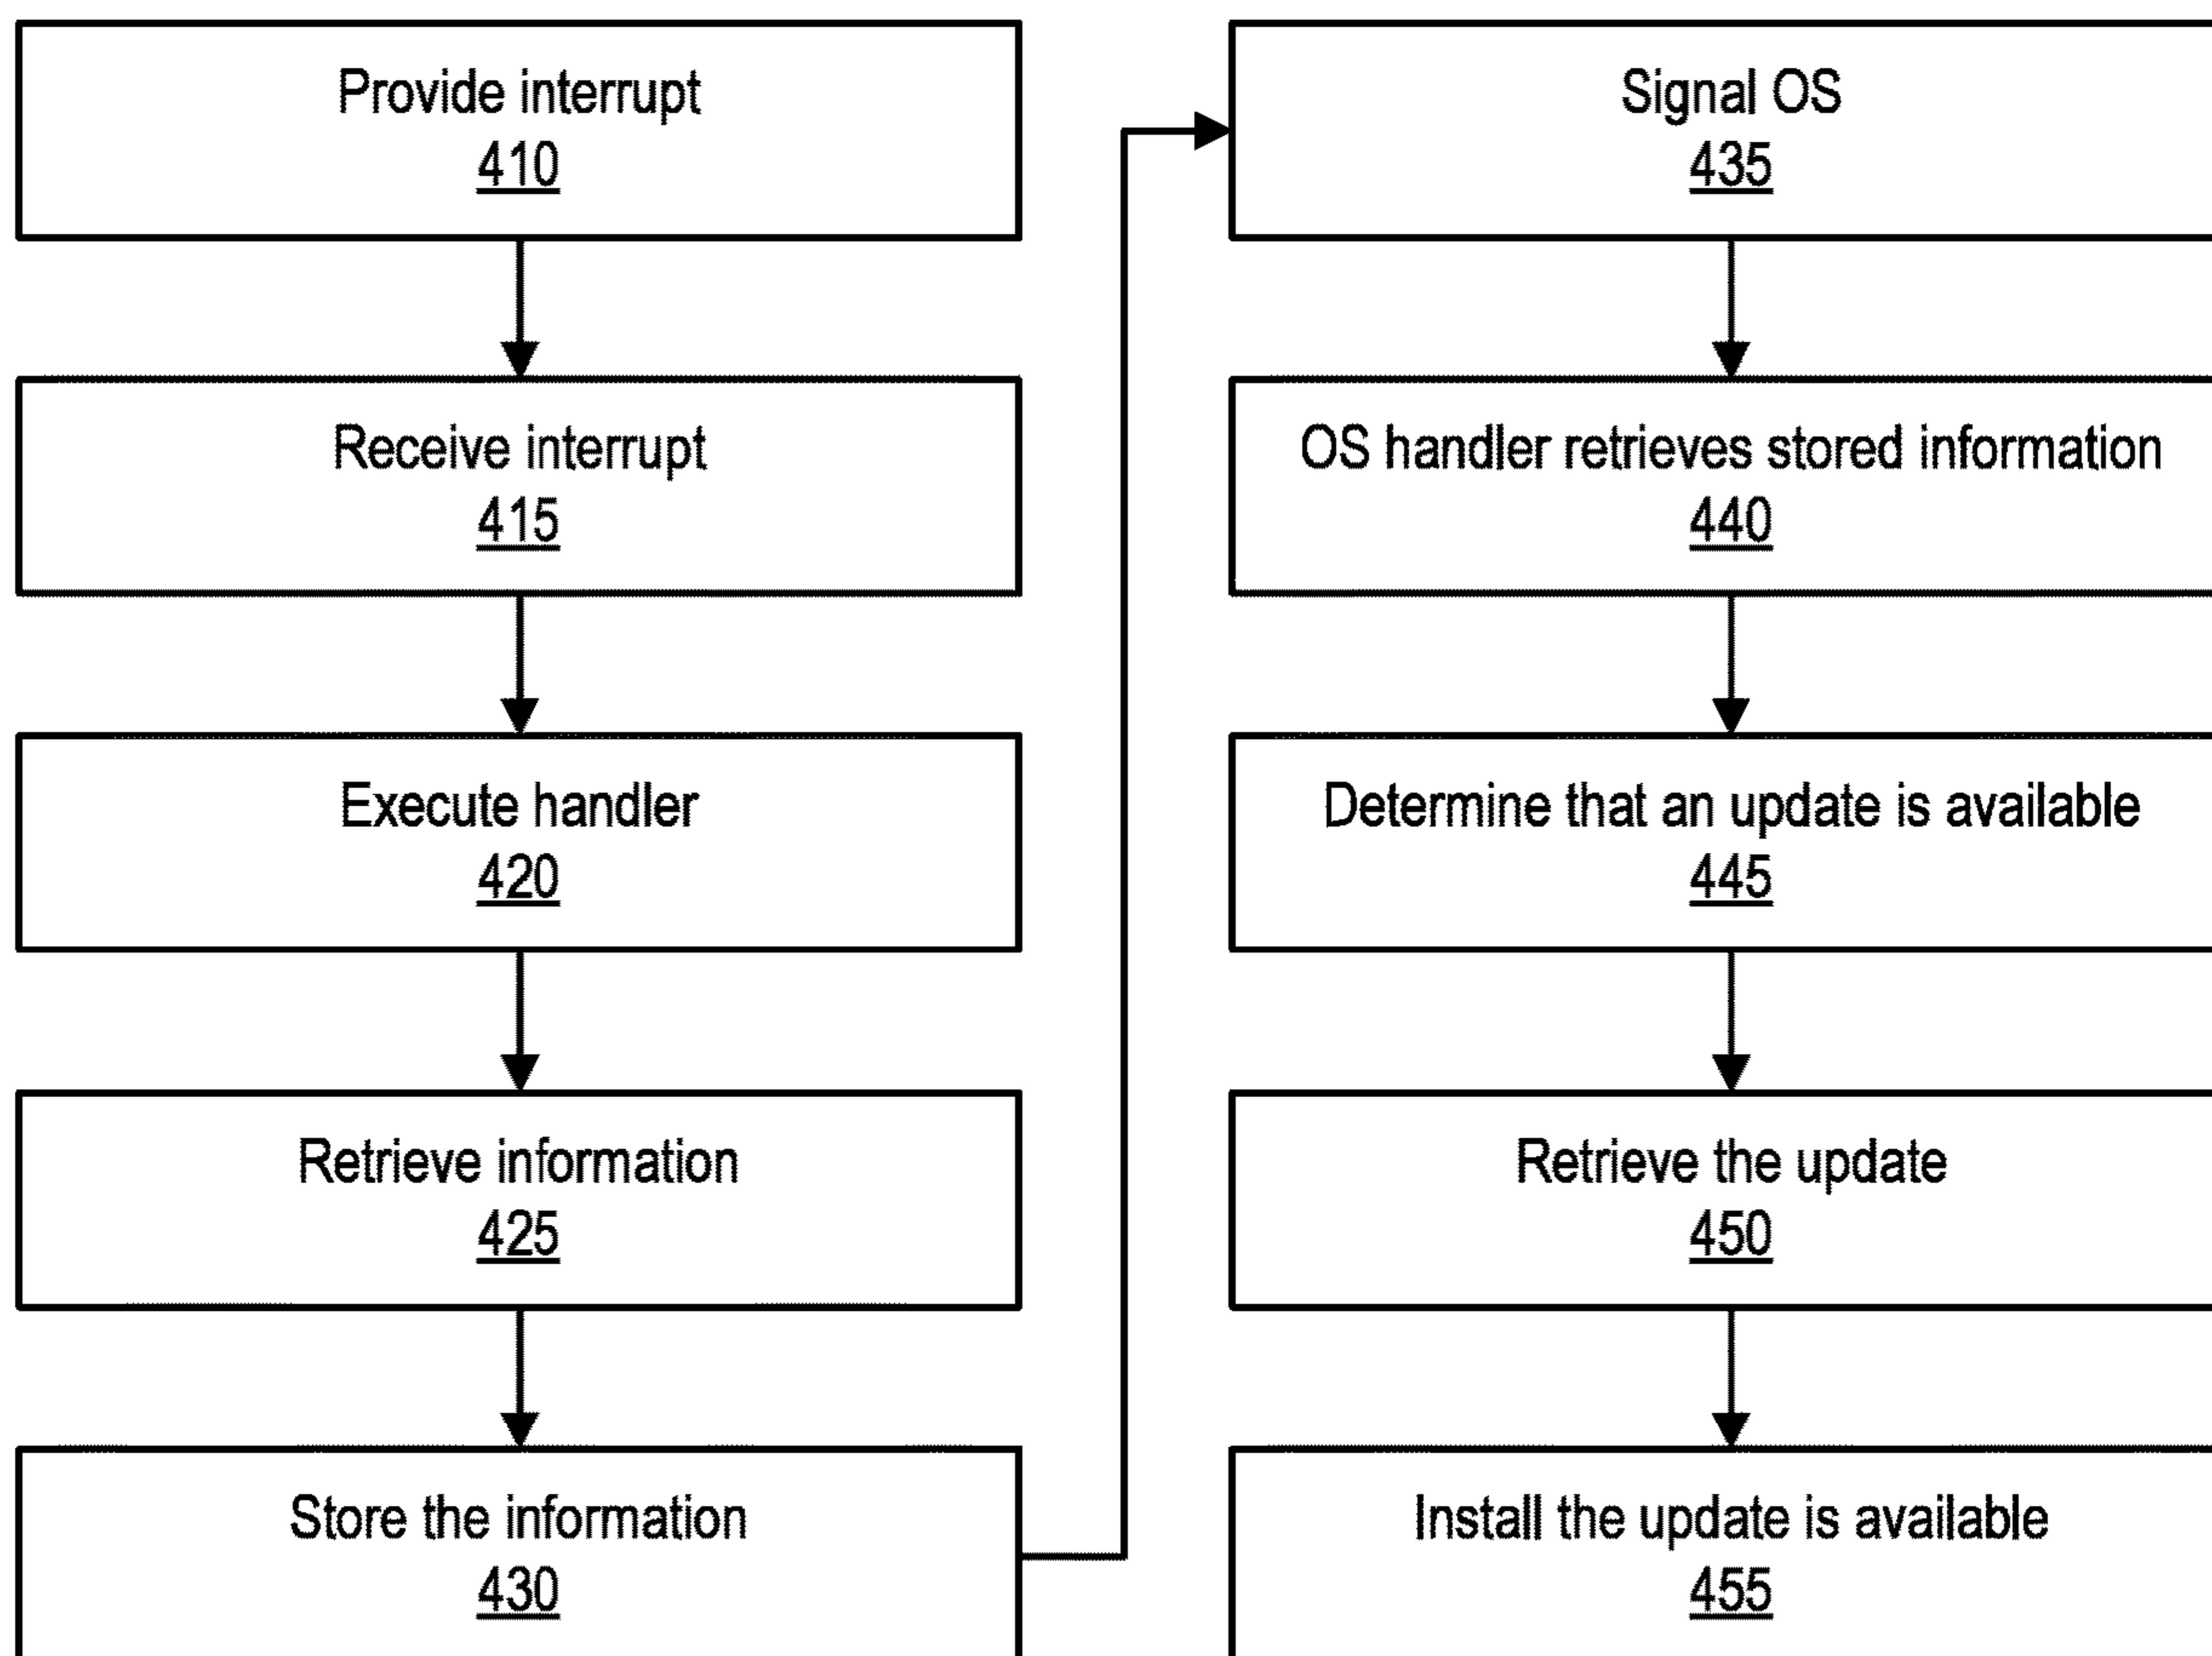 Provide interrupt
410
Receive interrupt
415
Execute handler
420
Retrieve information
425
Store the information
430
Signal OS
435
OS handler retrieves stored information
440
Determine that an update is available
445
Retrieve the update
450
Install the update is available
455